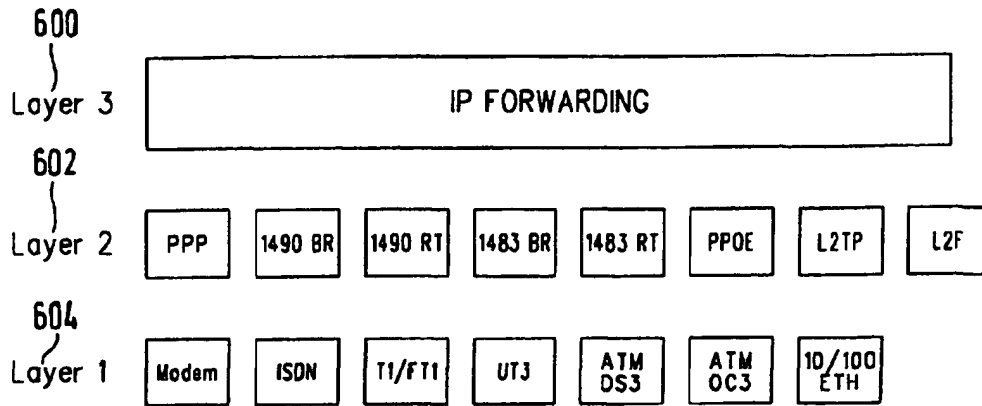 600
Layer 3
IP FORWARDING
602
Layer 2
PPP 1490 BR 1490 RT 1483 BR 1483 RT PPOE L2TP L2F
604
Layer 1
Modem ISDN T1/FT1 UT3 ATM DS3 ATM OC3 10/100 ETH